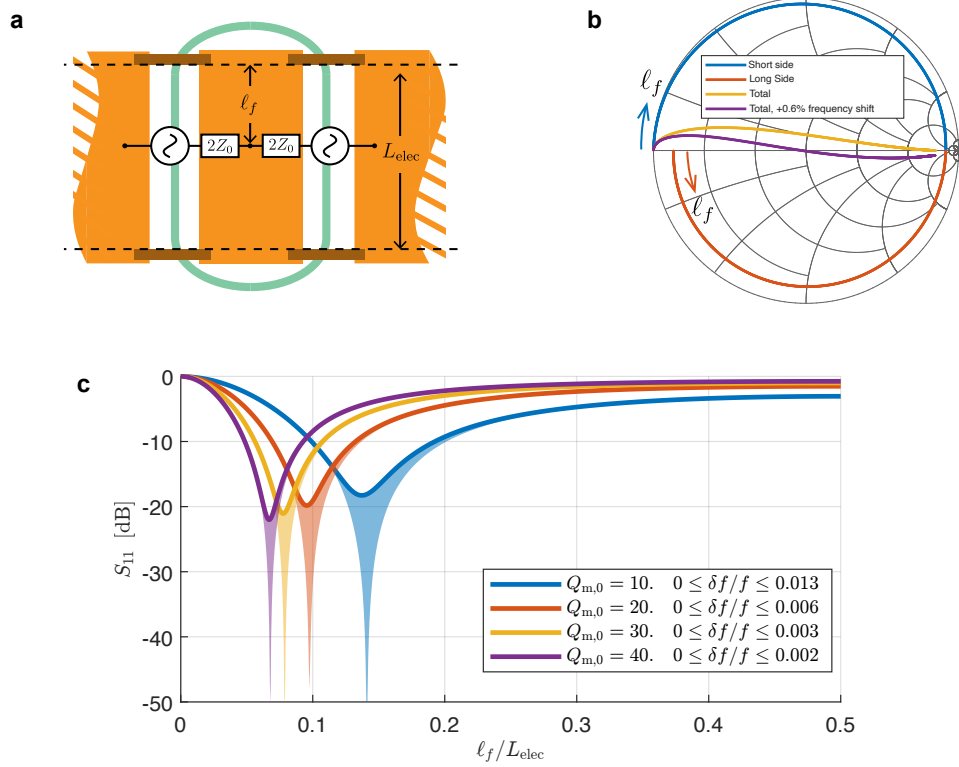 a
ℓ_f
2Z_0 2Z_0
L_elec
b
Short side
Long Side
Total
Total, +0.6% frequency shift
ℓ_f
ℓ_f
c
0
-10
-20
-30
-40
-50
S_11 [dB]
Q_m,0 = 10. 0 ≤ δf/f ≤ 0.013
Q_m,0 = 20. 0 ≤ δf/f ≤ 0.006
Q_m,0 = 30. 0 ≤ δf/f ≤ 0.003
Q_m,0 = 40. 0 ≤ δf/f ≤ 0.002
0 0.1 0.2 0.3 0.4 0.5
ℓ_f/L_elec